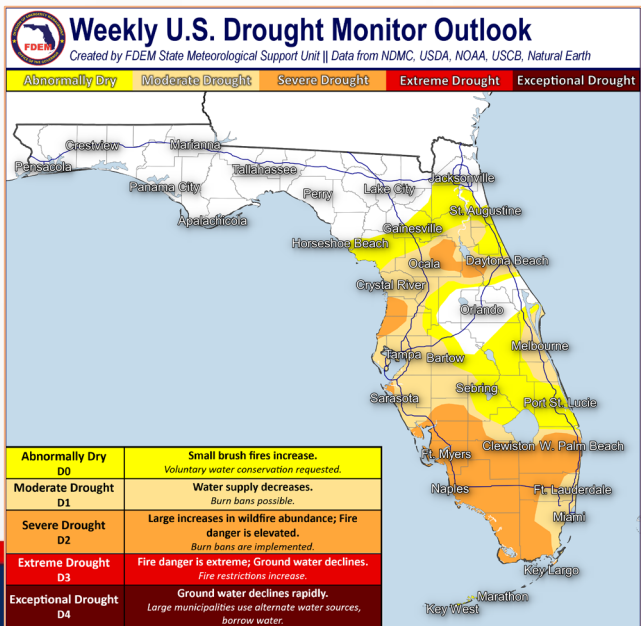 Weekly U.S. Drought Monitor Outlook
FDEM
Created by FDEM State Meteorological Support Unit || Data from NDMC, USDA, NOAA, USCB, Natural Earth
Abnormally Dry Moderate Drought Severe Drought Extreme Drought Exceptional Drought
Crestview
Marianna
Pensacola
Tallahassee
Jacksonville
Panama City
Perry
Lake City
Apalachicola
St. Augustine
Gainesville
Horseshoe Beach
Ocala
Daytona Beach
Crystal River
Orlando
Melbourne
Tampa
Bartow
Sebring
Sarasota
Port St. Lucie
Clewiston
W. Palm Beach
Ft. Myers
Naples
Ft. Lauderdale
Miami
Key Largo
Marathon
Key West
Abnormally Dry
D0
Small brush fires increase.
Voluntary water conservation requested.
Moderate Drought
D1
Water supply decreases.
Burn bans possible.
Severe Drought
D2
Large increases in wildfire abundance; Fire
danger is elevated.
Burn bans are implemented.
Extreme Drought
D3
Fire danger is extreme; Ground water declines.
Fire restrictions increase.
Exceptional Drought
D4
Ground water declines rapidly.
Large municipalities use alternate water sources,
borrow water.